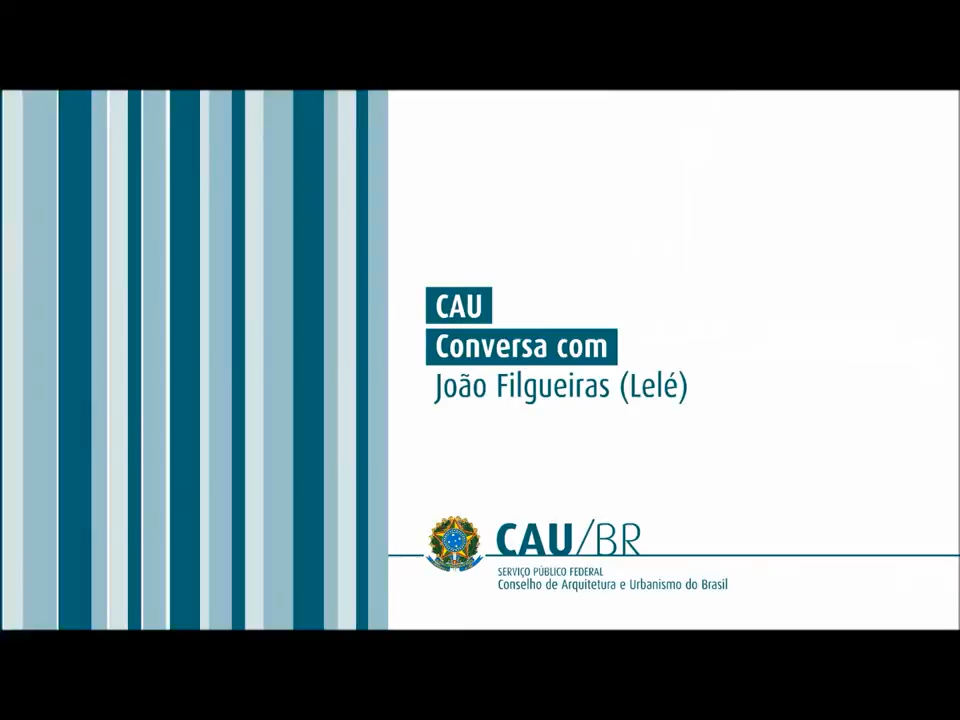 CAU
Conversa com
João Filgueiras (Lelé)
CAU/BR
SERVIÇO PÚBLICO FEDERAL
Conselho de Arquitetura e Urbanismo do Brasil